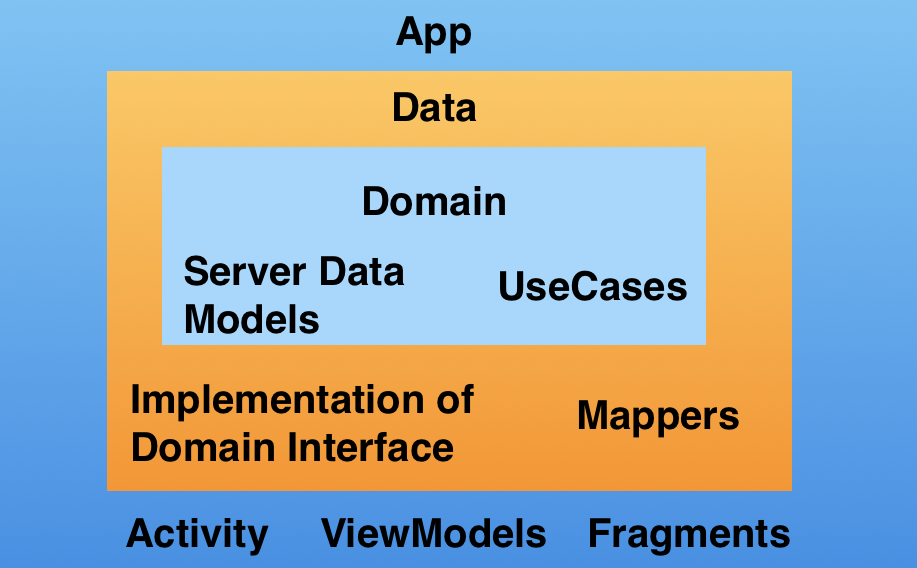 App
Data
Domain
Server Data
Models
UseCases
Implementation of
Domain Interface
Mappers
Activity ViewModels Fragments